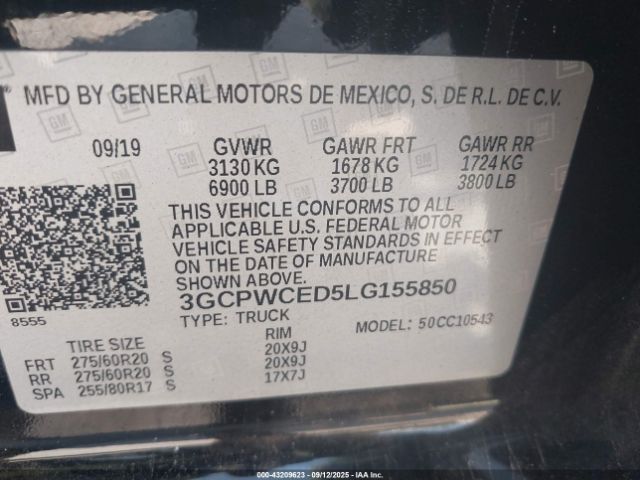 MFD BY GENERAL MOTORS DE MEXICO, S. DE R.L. DE C.V.
09/19 GVWR GAWR FRT GAWR RR
3130 KG 1678 KG 1724 KG
6900 LB 3700 LB 3800 LB
THIS VEHICLE CONFORMS TO ALL
APPLICABLE U.S. FEDERAL MOTOR
VEHICLE SAFETY STANDARDS IN EFFECT
ON THE DATE OF MANUFACTURE
SHOWN ABOVE.
3GCPWCED5LG155850
8555
TYPE: TRUCK MODEL: 50CC10543
TIRE SIZE RIM
FRT 275/60R20 S 20X9J
RR 275/60R20 S 20X9J
SPA 255/80R17 S 17X7J
GM
000-43209623 - 09/12/2025 - IAA Inc.